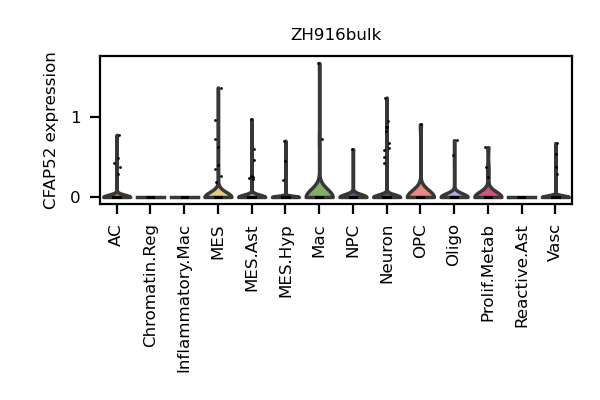 ZH916bulk
CFAP52 expression
1
0
AC
Chromatin.Reg
Inflammatory.Mac
MES
MES.Ast
MES.Hyp
Mac
NPC
Neuron
OPC
Oligo
Prolif.Metab
Reactive.Ast
Vasc